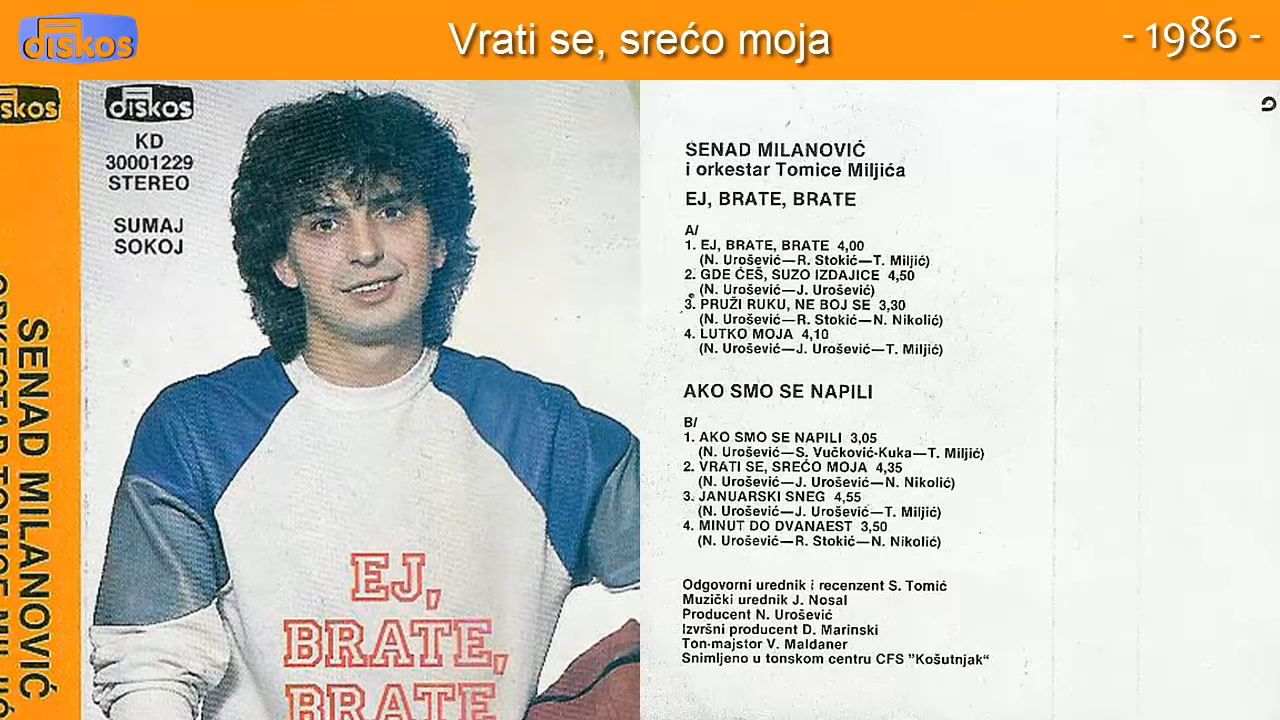 diskos
Vrati se, srećo moja
- 1986 -
skos
SENAD MILANOVIĆ
diskos
KD
30001229
STEREO
SUMAJ
SOKOJ
EJ,
BRATE,
BRATE
SENAD MILANOVIĆ
i orkestar Tomice Miljića
EJ, BRATE, BRATE
A/
1. EJ, BRATE, BRATE 4,00
(N. Urošević—R. Stokić—T. Miljić)
2. GDE ĆEŠ, SUZO IZDAJICE 4,50
(N. Urošević—J. Urošević)
3. PRUŽI RUKU, NE BOJ SE 3,30
(N. Urošević—R. Stokić—N. Nikolić)
4. LUTKO MOJA 4,10
(N. Urošević—J. Urošević—T. Miljić)
AKO SMO SE NAPILI
B/
1. AKO SMO SE NAPILI 3,05
(N. Urošević—S. Vučković-Kuka—T. Miljić)
2. VRATI SE, SREĆO MOJA 4,35
(N. Urošević—J. Urošević—N. Nikolić)
3. JANUARSKI SNEG 4,55
(N. Urošević—J. Urošević—T. Miljić)
4. MINUT DO DVANAEST 3,50
(N. Urošević—R. Stokić—N. Nikolić)
Odgovorni urednik i recenzent S. Tomić
Muzički urednik J. Nosal
Producent N. Urošević
Izvršni producent D. Marinski
Ton-majstor V. Maldaner
Snimljeno u tonskom centru CFS ”Košutnjak“